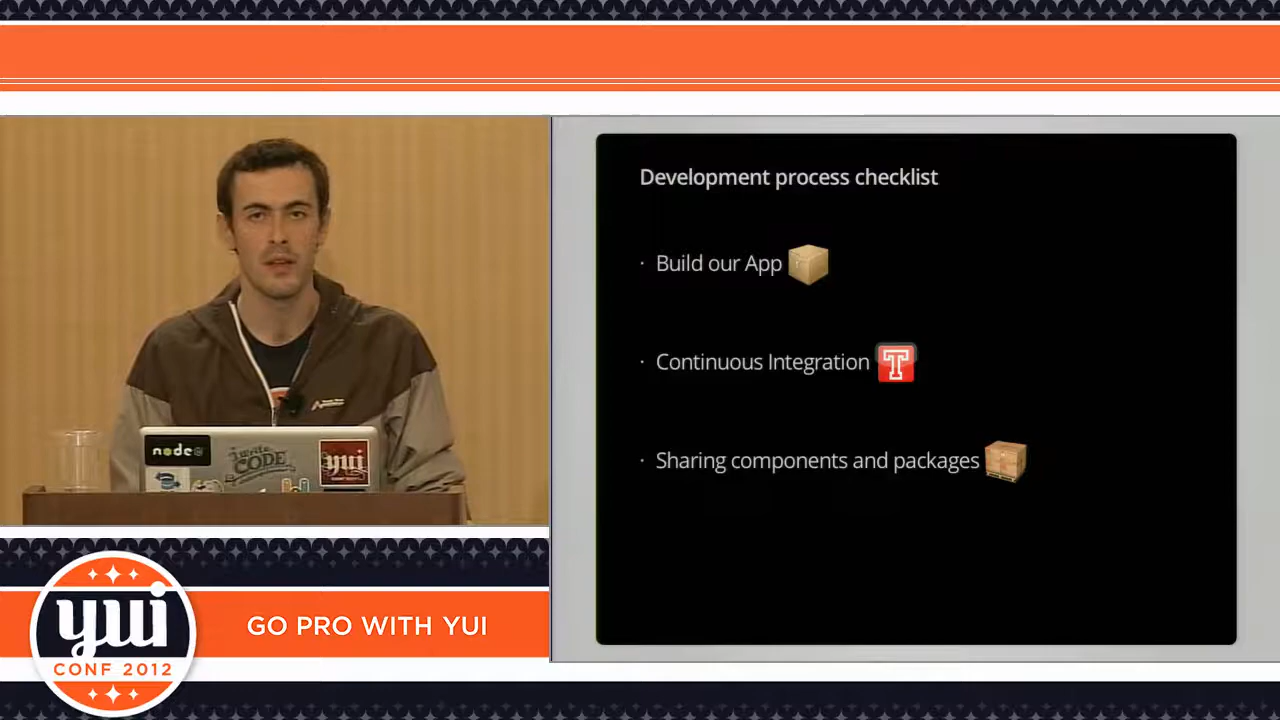 Development process checklist
· Build our App
· Continuous Integration
T
· Sharing components and packages
node
i write
CODE
yui
GO PRO WITH YUI
yui
CONF 2012